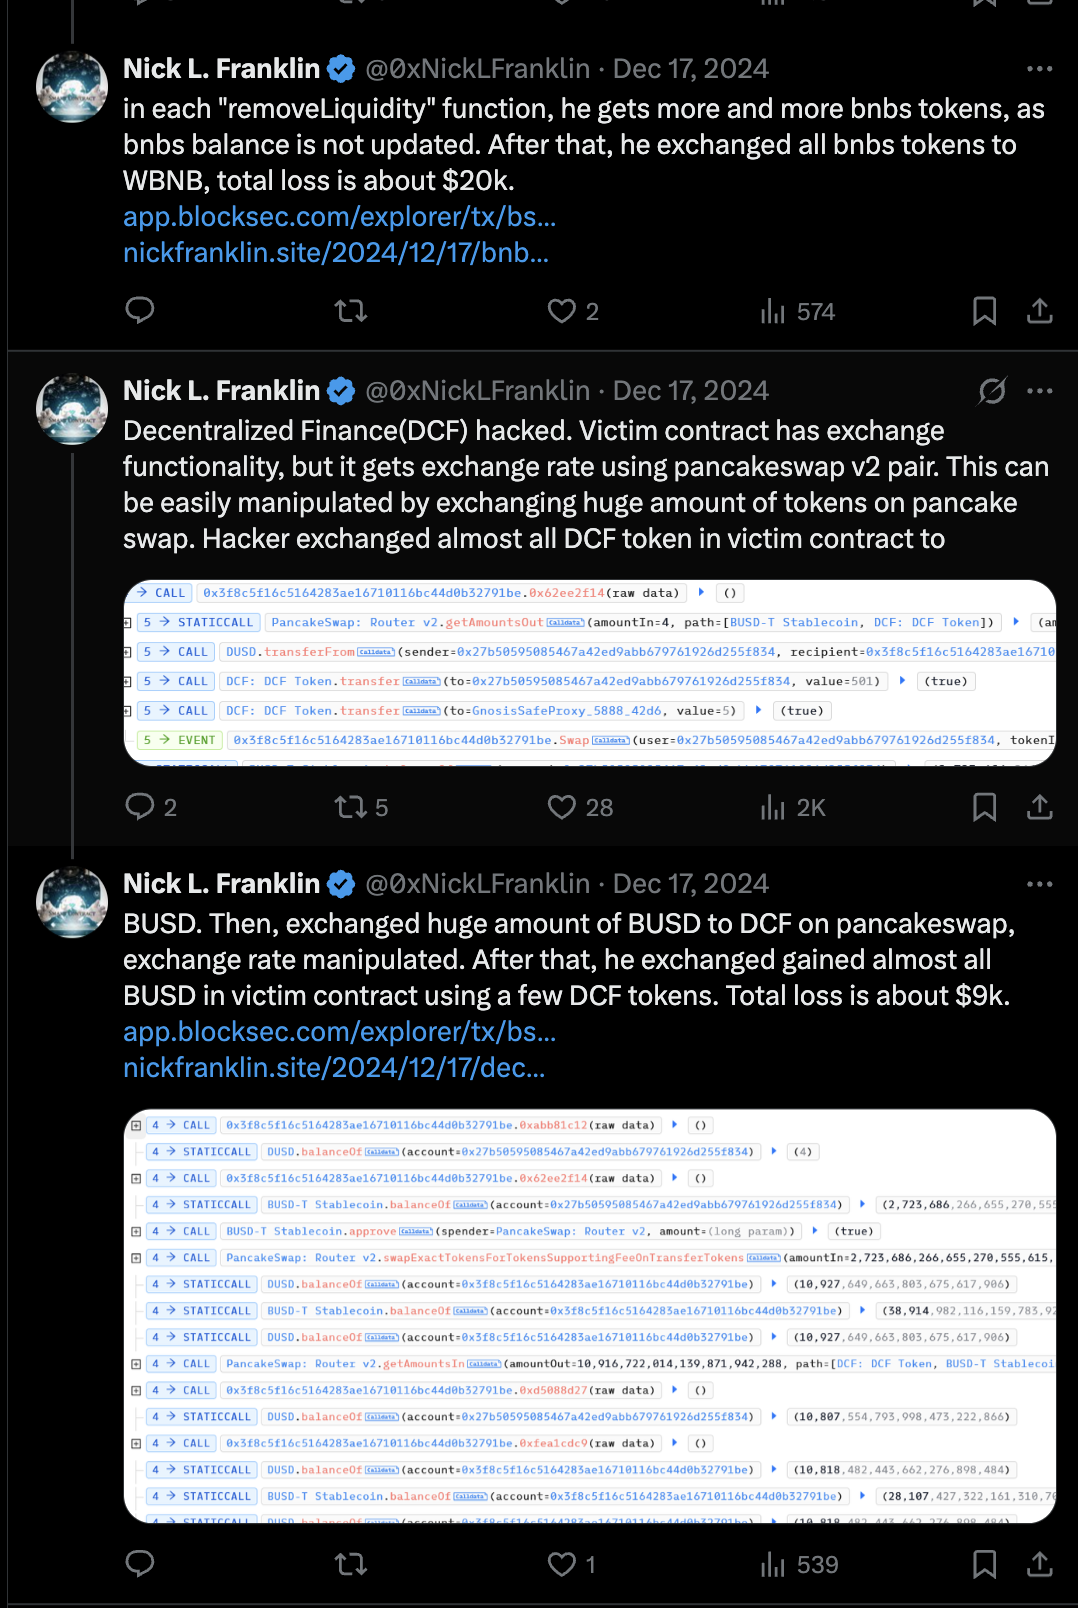 Nick L. Franklin @0xNickLFranklin · Dec 17, 2024
in each "removeLiquidity" function, he gets more and more bnbs tokens, as
bnbs balance is not updated. After that, he exchanged all bnbs tokens to
WBNB, total loss is about $20k.
app.blocksec.com/explorer/tx/bs...
nickfranklin.site/2024/12/17/bnb...
2 574
Nick L. Franklin @0xNickLFranklin · Dec 17, 2024
Decentralized Finance(DCF) hacked. Victim contract has exchange
functionality, but it gets exchange rate using pancakeswap v2 pair. This can
be easily manipulated by exchanging huge amount of tokens on pancake
swap. Hacker exchanged almost all DCF token in victim contract to
→ CALL 0x3f8c5f16c5164283ae16710116bc44d0b32791be.0x62ee2f14(raw data) ()
5 → STATICCALL PancakeSwap: Router v2.getAmountsOut Calldata (amountIn=4, path=[BUSD-T Stablecoin, DCF: DCF Token]) (am
5 → CALL DUSD.transferFrom Calldata (sender=0x27b50595085467a42ed9abb679761926d255f834, recipient=0x3f8c5f16c5164283ae16710
5 → CALL DCF: DCF Token.transfer Calldata (to=0x27b50595085467a42ed9abb679761926d255f834, value=501) (true)
5 → CALL DCF: DCF Token.transfer Calldata (to=GnosisSafeProxy_5888_42d6, value=5) (true)
5 → EVENT 0x3f8c5f16c5164283ae16710116bc44d0b32791be.Swap Calldata (user=0x27b50595085467a42ed9abb679761926d255f834, tokenI
2 5 28 2K
Nick L. Franklin @0xNickLFranklin · Dec 17, 2024
BUSD. Then, exchanged huge amount of BUSD to DCF on pancakeswap,
exchange rate manipulated. After that, he exchanged gained almost all
BUSD in victim contract using a few DCF tokens. Total loss is about $9k.
app.blocksec.com/explorer/tx/bs...
nickfranklin.site/2024/12/17/dec...
4 → CALL 0x3f8c5f16c5164283ae16710116bc44d0b32791be.0xabb81c12(raw data) ()
4 → STATICCALL DUSD.balanceOf Calldata (account=0x27b50595085467a42ed9abb679761926d255f834) (4)
4 → CALL 0x3f8c5f16c5164283ae16710116bc44d0b32791be.0x62ee2f14(raw data) ()
4 → STATICCALL BUSD-T Stablecoin.balanceOf Calldata (account=0x27b50595085467a42ed9abb679761926d255f834) (2,723,686,266,655,270,555
4 → CALL BUSD-T Stablecoin.approve Calldata (spender=PancakeSwap: Router v2, amount=(long param)) (true)
4 → CALL PancakeSwap: Router v2.swapExactTokensForTokensSupportingFeeOnTransferTokens Calldata (amountIn=2,723,686,266,655,270,555,615,
4 → STATICCALL DUSD.balanceOf Calldata (account=0x3f8c5f16c5164283ae16710116bc44d0b32791be) (10,927,649,663,803,675,617,906)
4 → STATICCALL BUSD-T Stablecoin.balanceOf Calldata (account=0x3f8c5f16c5164283ae16710116bc44d0b32791be) (38,914,982,116,159,783,92
4 → STATICCALL DUSD.balanceOf Calldata (account=0x3f8c5f16c5164283ae16710116bc44d0b32791be) (10,927,649,663,803,675,617,906)
4 → CALL PancakeSwap: Router v2.getAmountsIn Calldata (amountOut=10,916,722,014,139,871,942,288, path=[DCF: DCF Token, BUSD-T Stablecoi
4 → CALL 0x3f8c5f16c5164283ae16710116bc44d0b32791be.0xd5088d27(raw data) ()
4 → STATICCALL DUSD.balanceOf Calldata (account=0x27b50595085467a42ed9abb679761926d255f834) (10,807,554,793,998,473,222,866)
4 → CALL 0x3f8c5f16c5164283ae16710116bc44d0b32791be.0xfea1cdc9(raw data) ()
4 → STATICCALL DUSD.balanceOf Calldata (account=0x3f8c5f16c5164283ae16710116bc44d0b32791be) (10,818,482,443,662,276,898,484)
4 → STATICCALL BUSD-T Stablecoin.balanceOf Calldata (account=0x3f8c5f16c5164283ae16710116bc44d0b32791be) (28,107,427,322,161,310,70
1 539